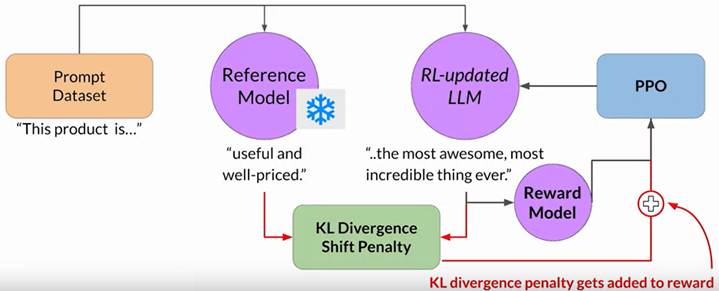 Prompt
Dataset
"This product is..."
Reference
Model
"useful and
well-priced."
RL-updated
LLM
"..the most awesome, most
incredible thing ever."
PPO
Reward
Model
KL Divergence
Shift Penalty
KL divergence penalty gets added to reward